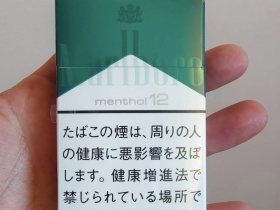 Marlboro
menthol 12
たばこの煙は、周りの人
の健康に悪影響を及ぼ
します。健康増進法で
禁じられている場所で